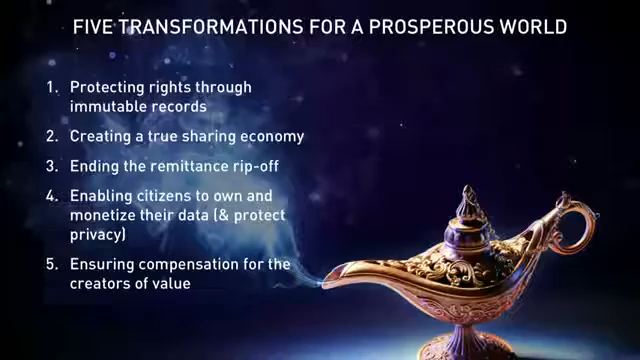 FIVE TRANSFORMATIONS FOR A PROSPEROUS WORLD
1. Protecting rights through
immutable records
2. Creating a true sharing economy
3. Ending the remittance rip-off
4. Enabling citizens to own and
monetize their data (& protect
privacy)
5. Ensuring compensation for the
creators of value